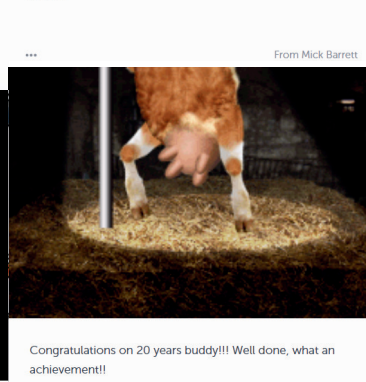 From Mick Barrett
Congratulations on 20 years buddy!!! Well done, what an
achievement!!